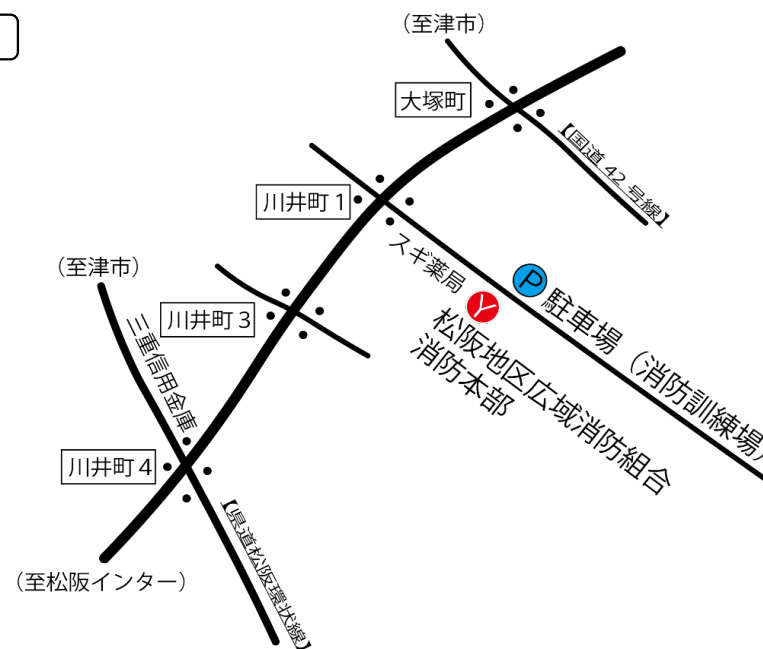 （至津市）
大塚町
【国道42号線】
川井町1
スギ薬局
P
駐車場（消防訓練場）
Y
松阪地区広域消防組合
消防本部
（至津市）
川井町3
三重信用金庫
川井町4
【県道松阪環状線】
（至松阪インター）